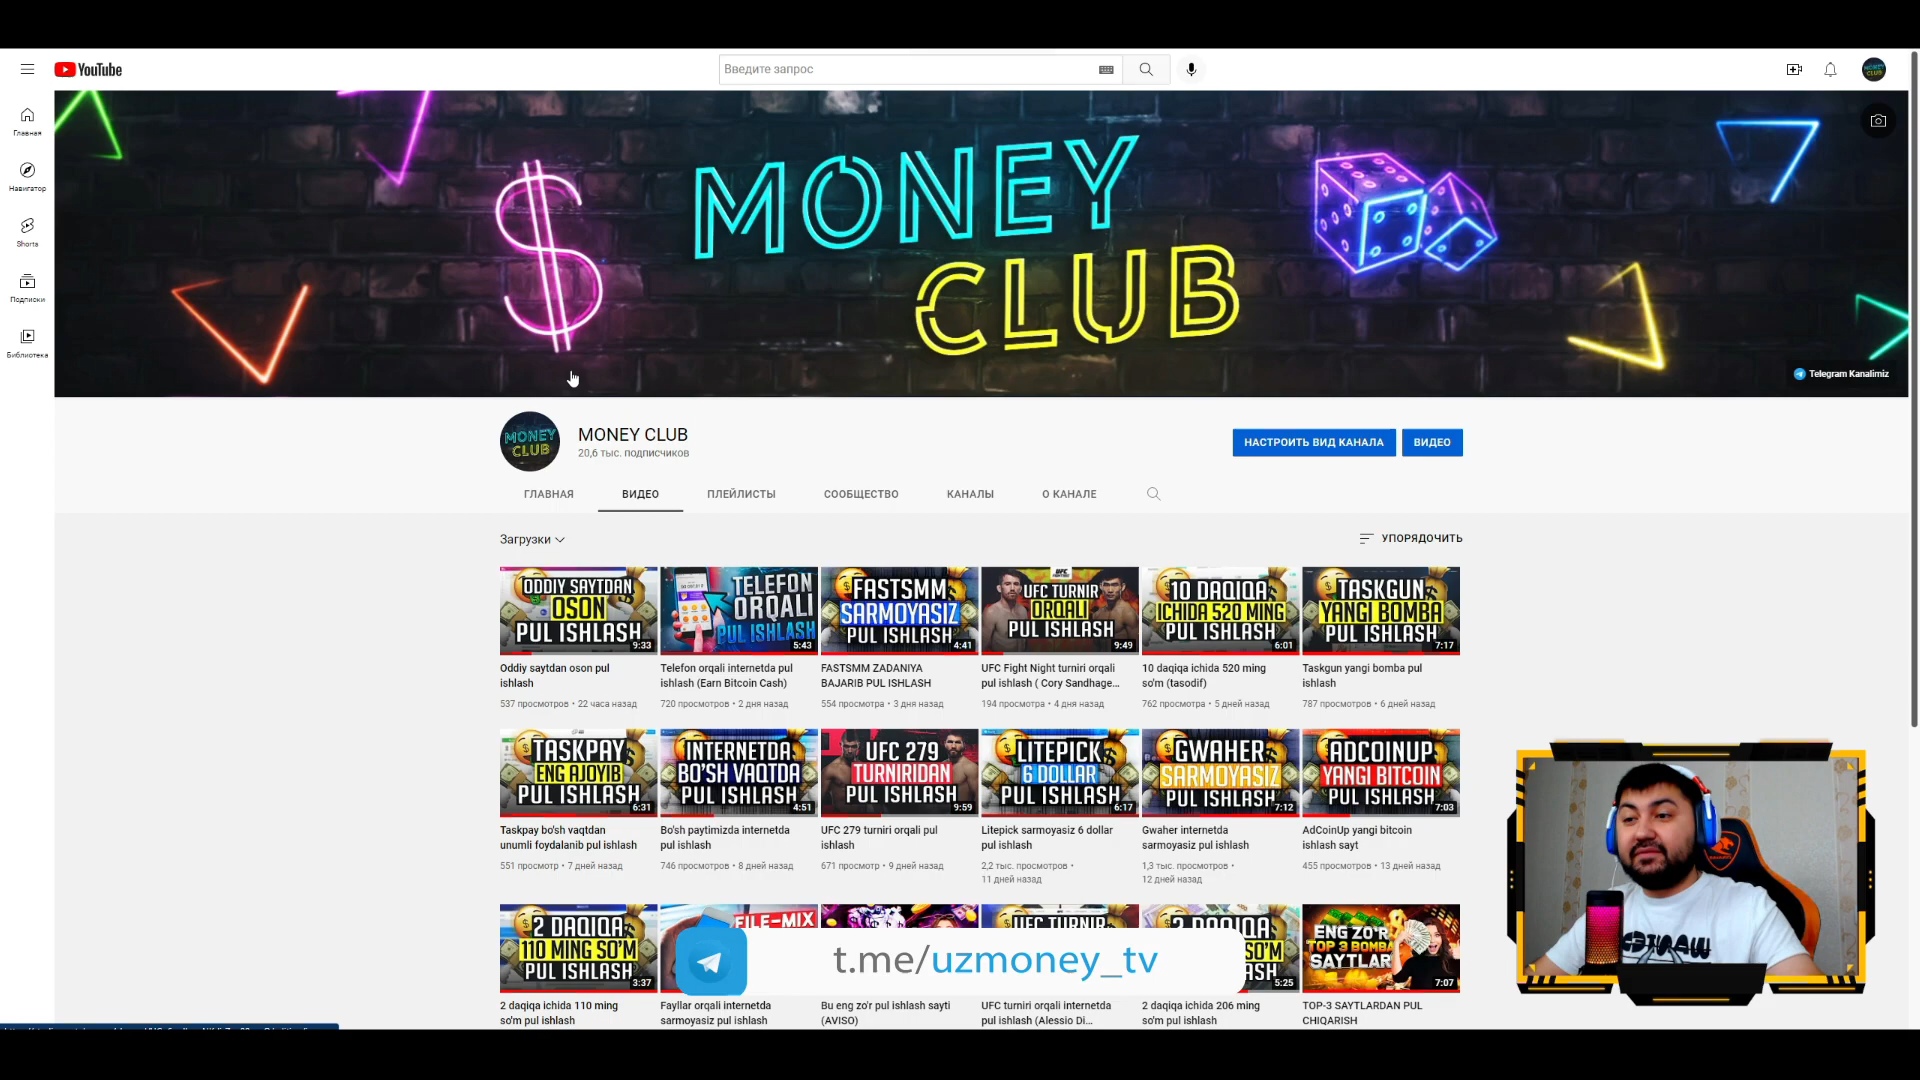 YouTube
Введите запрос
MONEY CLUB
Главная
Навигатор
Shorts
Подписки
Библиотека
MONEY
CLUB
Telegram Kanalimiz
MONEY CLUB
MONEY CLUB
20,6 тыс. подписчиков
НАСТРОИТЬ ВИД КАНАЛА
ВИДЕО
ГЛАВНАЯ
ВИДЕО
ПЛЕЙЛИСТЫ
СООБЩЕСТВО
КАНАЛЫ
О КАНАЛЕ
Загрузки
УПОРЯДОЧИТЬ
ODDIY SAYTDAN
OSON
PUL ISHLASH
9:33
TELEFON
ORQALI
PUL ISHLASH
5:43
FASTSMM
SARMOYASIZ
PUL ISHLASH
4:41
UFC TURNIR
ORQALI
PUL ISHLASH
9:49
10 DAQIQA
ICHIDA 520 MING
PUL ISHLASH
6:01
TASKGUN
YANGI BOMBA
PUL ISHLASH
7:17
Oddiy saytdan oson pul
ishlash
537 просмотров • 22 часа назад
Telefon orqali internetda pul
ishlash (Earn Bitcoin Cash)
720 просмотров • 2 дня назад
FASTSMM ZADANIYA
BAJARIB PUL ISHLASH
554 просмотра • 3 дня назад
UFC Fight Night turniri orqali
pul ishlash ( Cory Sandhage...
194 просмотра • 4 дня назад
10 daqiqa ichida 520 ming
so'm (tasodif)
762 просмотра • 5 дней назад
Taskgun yangi bomba pul
ishlash
787 просмотров • 6 дней назад
TASKPAY
ENG AJOYIB
PUL ISHLASH
6:31
INTERNETDA
BO'SH VAQTDA
PUL ISHLASH
4:51
UFC 279
TURNIRIDAN
PUL ISHLASH
9:59
LITEPICK
6 DOLLAR
PUL ISHLASH
6:17
GWAHER
SARMOYASIZ
PUL ISHLASH
7:12
ADCOINUP
YANGI BITCOIN
PUL ISHLASH
7:03
Taskpay bo'sh vaqtdan
unumli foydalanib pul ishlash
551 просмотр • 7 дней назад
Bo'sh paytimizda internetda
pul ishlash
746 просмотров • 8 дней назад
UFC 279 turniri orqali pul
ishlash
671 просмотр • 9 дней назад
Litepick sarmoyasiz 6 dollar
pul ishlash
2,2 тыс. просмотров •
11 дней назад
Gwaher internetda
sarmoyasiz pul ishlash
1,3 тыс. просмотров •
12 дней назад
AdCoinUp yangi bitcoin
ishlash sayt
455 просмотров • 13 дней назад
2 DAQIQA
110 MING SO'M
PUL ISHLASH
3:37
FILE-MIX
UFC TURNIR
2 DAQIQA
SO'M
5:25
ENG ZO'R
TOP 3 BOMBA
SAYTLAR
7:07
t.me/uzmoney_tv
2 daqiqa ichida 110 ming
so'm pul ishlash
Fayllar orqali internetda
sarmoyasiz pul ishlash
Bu eng zo'r pul ishlash sayti
(AVISO)
UFC turniri orqali internetda
pul ishlash (Alessio Di...
2 daqiqa ichida 206 ming
so'm pul ishlash
TOP-3 SAYTLARDAN PUL
CHIQARISH